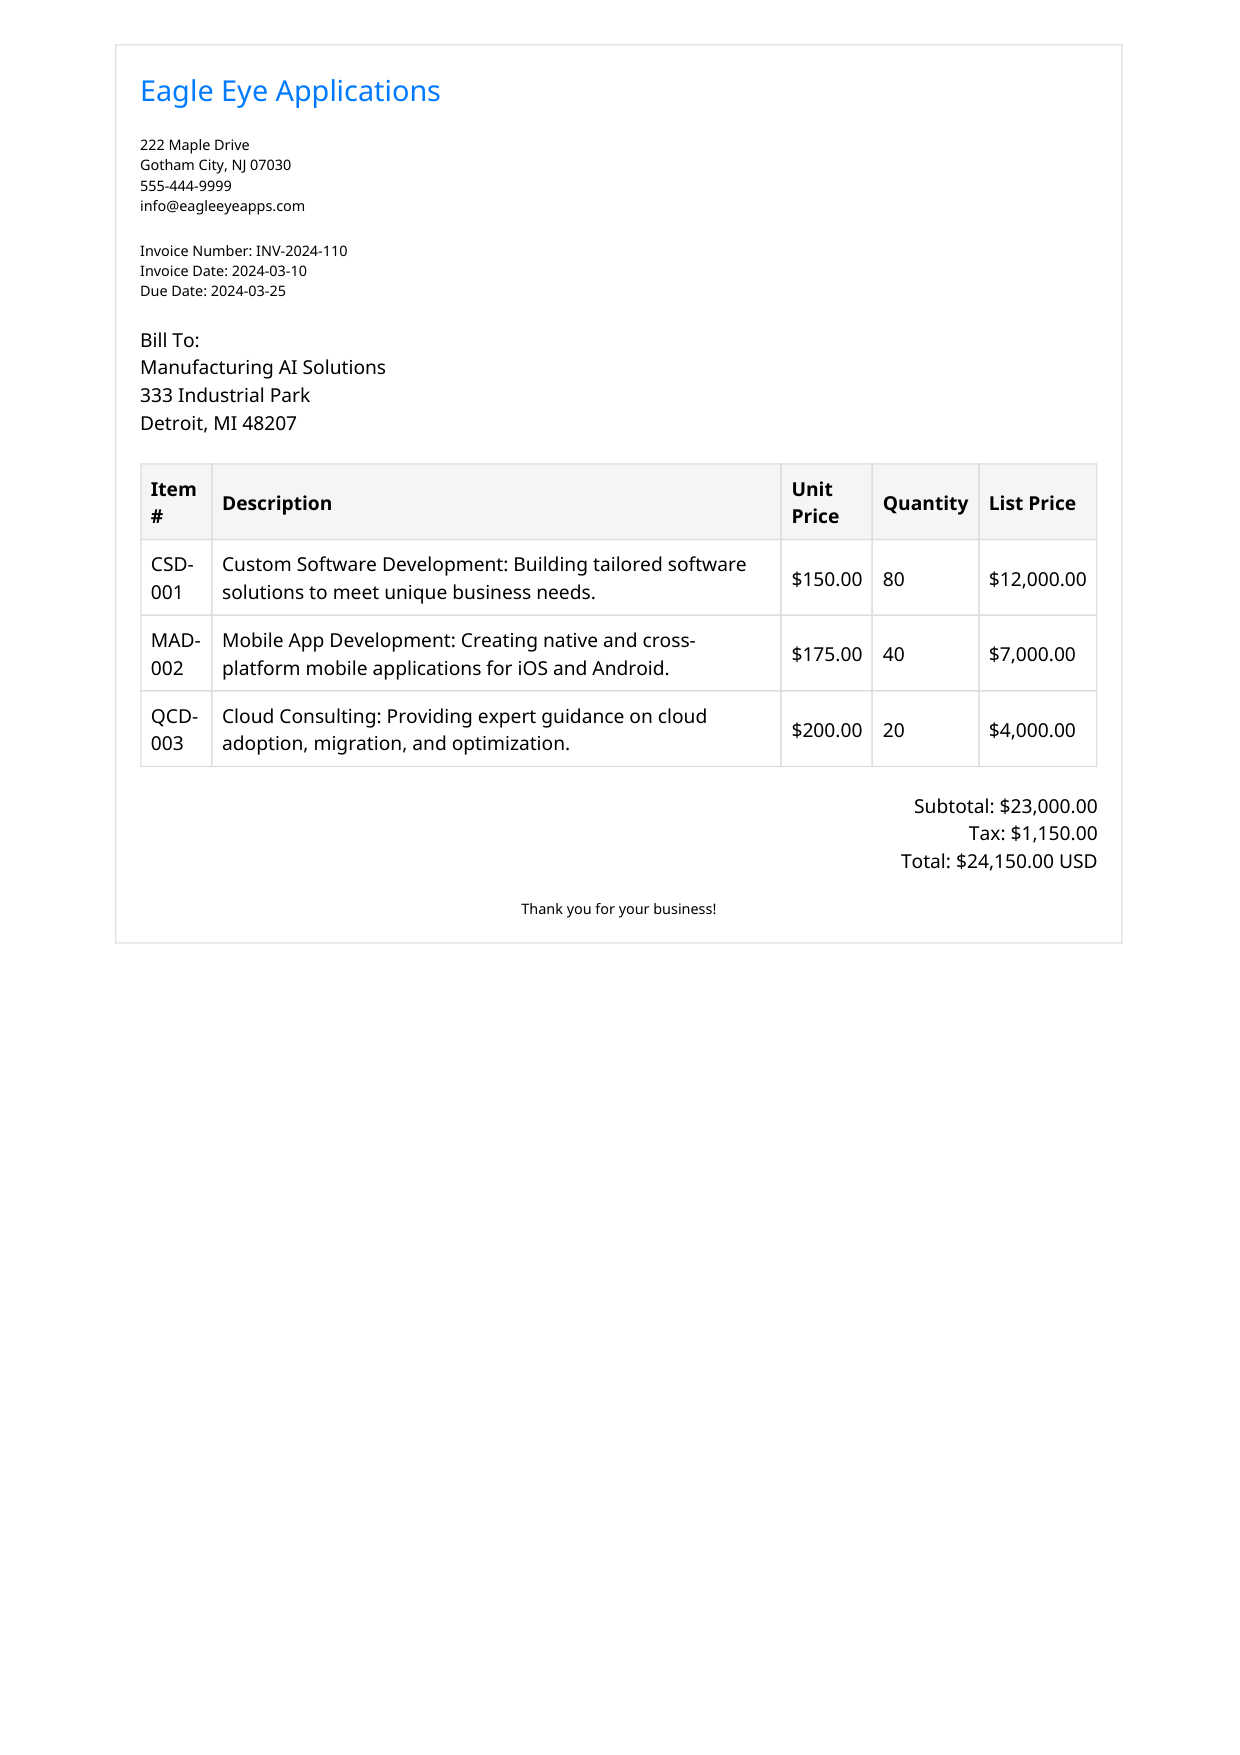 Eagle Eye Applications
222 Maple Drive
Gotham City, NJ 07030
555-444-9999
info@eagleeyeapps.com
Invoice Number: INV-2024-110
Invoice Date: 2024-03-10
Due Date: 2024-03-25
Bill To:
Manufacturing AI Solutions
333 Industrial Park
Detroit, MI 48207
Item
#
Description
Unit
Price
Quantity
List Price
CSD-
001
Custom Software Development: Building tailored software
solutions to meet unique business needs.
$150.00
80
$12,000.00
MAD-
002
Mobile App Development: Creating native and cross-
platform mobile applications for iOS and Android.
$175.00
40
$7,000.00
QCD-
003
Cloud Consulting: Providing expert guidance on cloud
adoption, migration, and optimization.
$200.00
20
$4,000.00
Subtotal: $23,000.00
Tax: $1,150.00
Total: $24,150.00 USD
Thank you for your business!